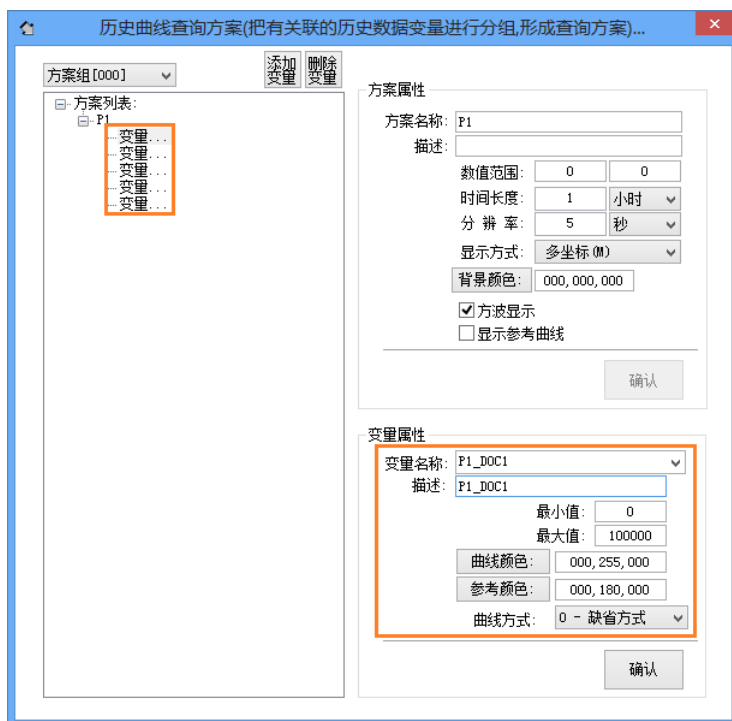 历史曲线查询方案(把有关联的历史数据变量进行分组,形成查询方案)...
方案组[000]
添加变量
删除变量
方案列表:
P1
变量...
变量...
变量...
变量...
变量...
方案属性
方案名称: P1
描述:
数值范围: 0 0
时间长度: 1 小时
分 辨 率: 5 秒
显示方式: 多坐标(M)
背景颜色: 000,000,000
方波显示
显示参考曲线
确认
变量属性
变量名称: P1_DOC1
描述: P1_DOC1
最小值: 0
最大值: 100000
曲线颜色: 000,255,000
参考颜色: 000,180,000
曲线方式: 0 - 缺省方式
确认